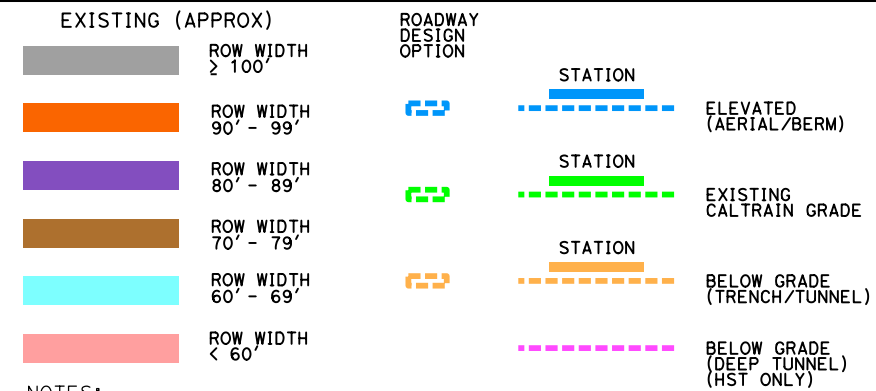 EXISTING (APPROX)
ROW WIDTH
≥ 100'
ROW WIDTH
90' - 99'
ROW WIDTH
80' - 89'
ROW WIDTH
70' - 79'
ROW WIDTH
60' - 69'
ROW WIDTH
< 60'
NOTES:
ROADWAY
DESIGN
OPTION
STATION
ELEVATED
(AERIAL/BERM)
STATION
EXISTING
CALTRAIN GRADE
STATION
BELOW GRADE
(TRENCH/TUNNEL)
BELOW GRADE
(DEEP TUNNEL)
(HST ONLY)